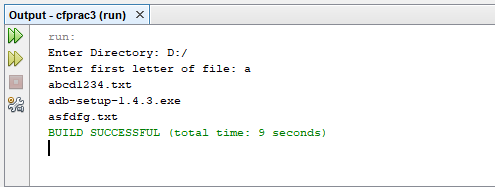 Output - cfprac3 (run)
run:
Enter Directory: D:/
Enter first letter of file: a
abcd1234.txt
adb-setup-1.4.3.exe
asfdfg.txt
BUILD SUCCESSFUL (total time: 9 seconds)